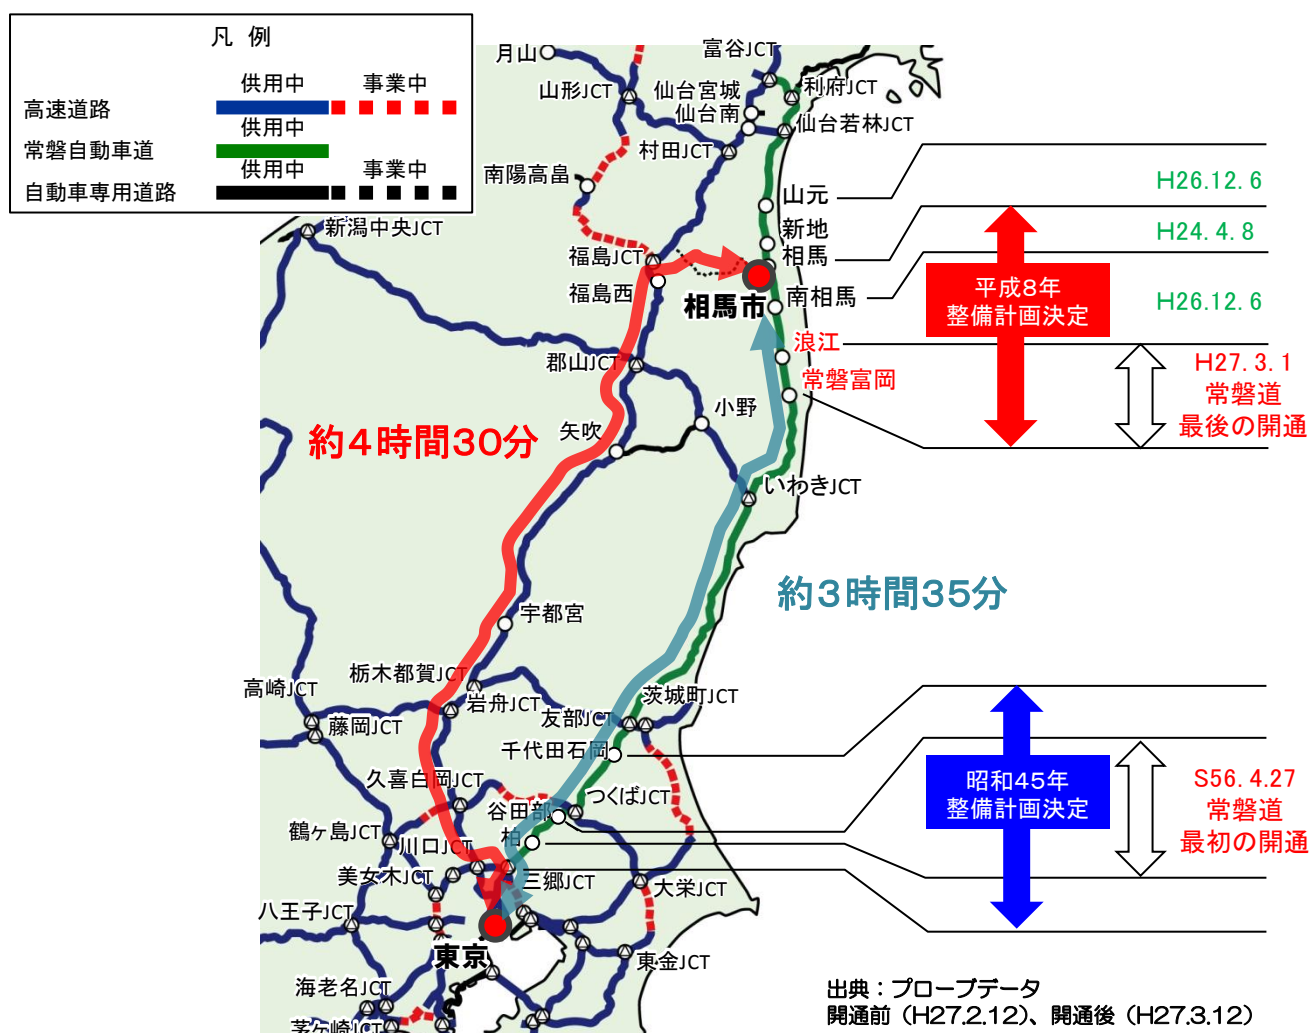 凡 例
供用中 事業中
高速道路
供用中
常磐自動車道
供用中 事業中
自動車専用道路
月山
富谷JCT
山形JCT
仙台宮城
利府JCT
仙台南
仙台若林JCT
村田JCT
南陽高畠
山元
H26.12.6
新潟中央JCT
新地
H24.4.8
福島JCT
相馬
福島西
相馬市
南相馬
平成8年
整備計画決定
H26.12.6
浪江
郡山JCT
常磐富岡
H27.3.1
常磐道
最後の開通
小野
矢吹
約4時間30分
いわきJCT
約3時間35分
宇都宮
栃木都賀JCT
高崎JCT
岩舟JCT
茨城町JCT
藤岡JCT
友部JCT
千代田石岡
久喜白岡JCT
つくばJCT
谷田部
昭和45年
整備計画決定
S56.4.27
常磐道
最初の開通
鶴ヶ島JCT
川口JCT
柏
美女木JCT
三郷JCT
大栄JCT
八王子JCT
東京
東金JCT
海老名JCT
茅ヶ崎JCT
出典：プローブデータ
開通前（H27.2.12）、開通後（H27.3.12）